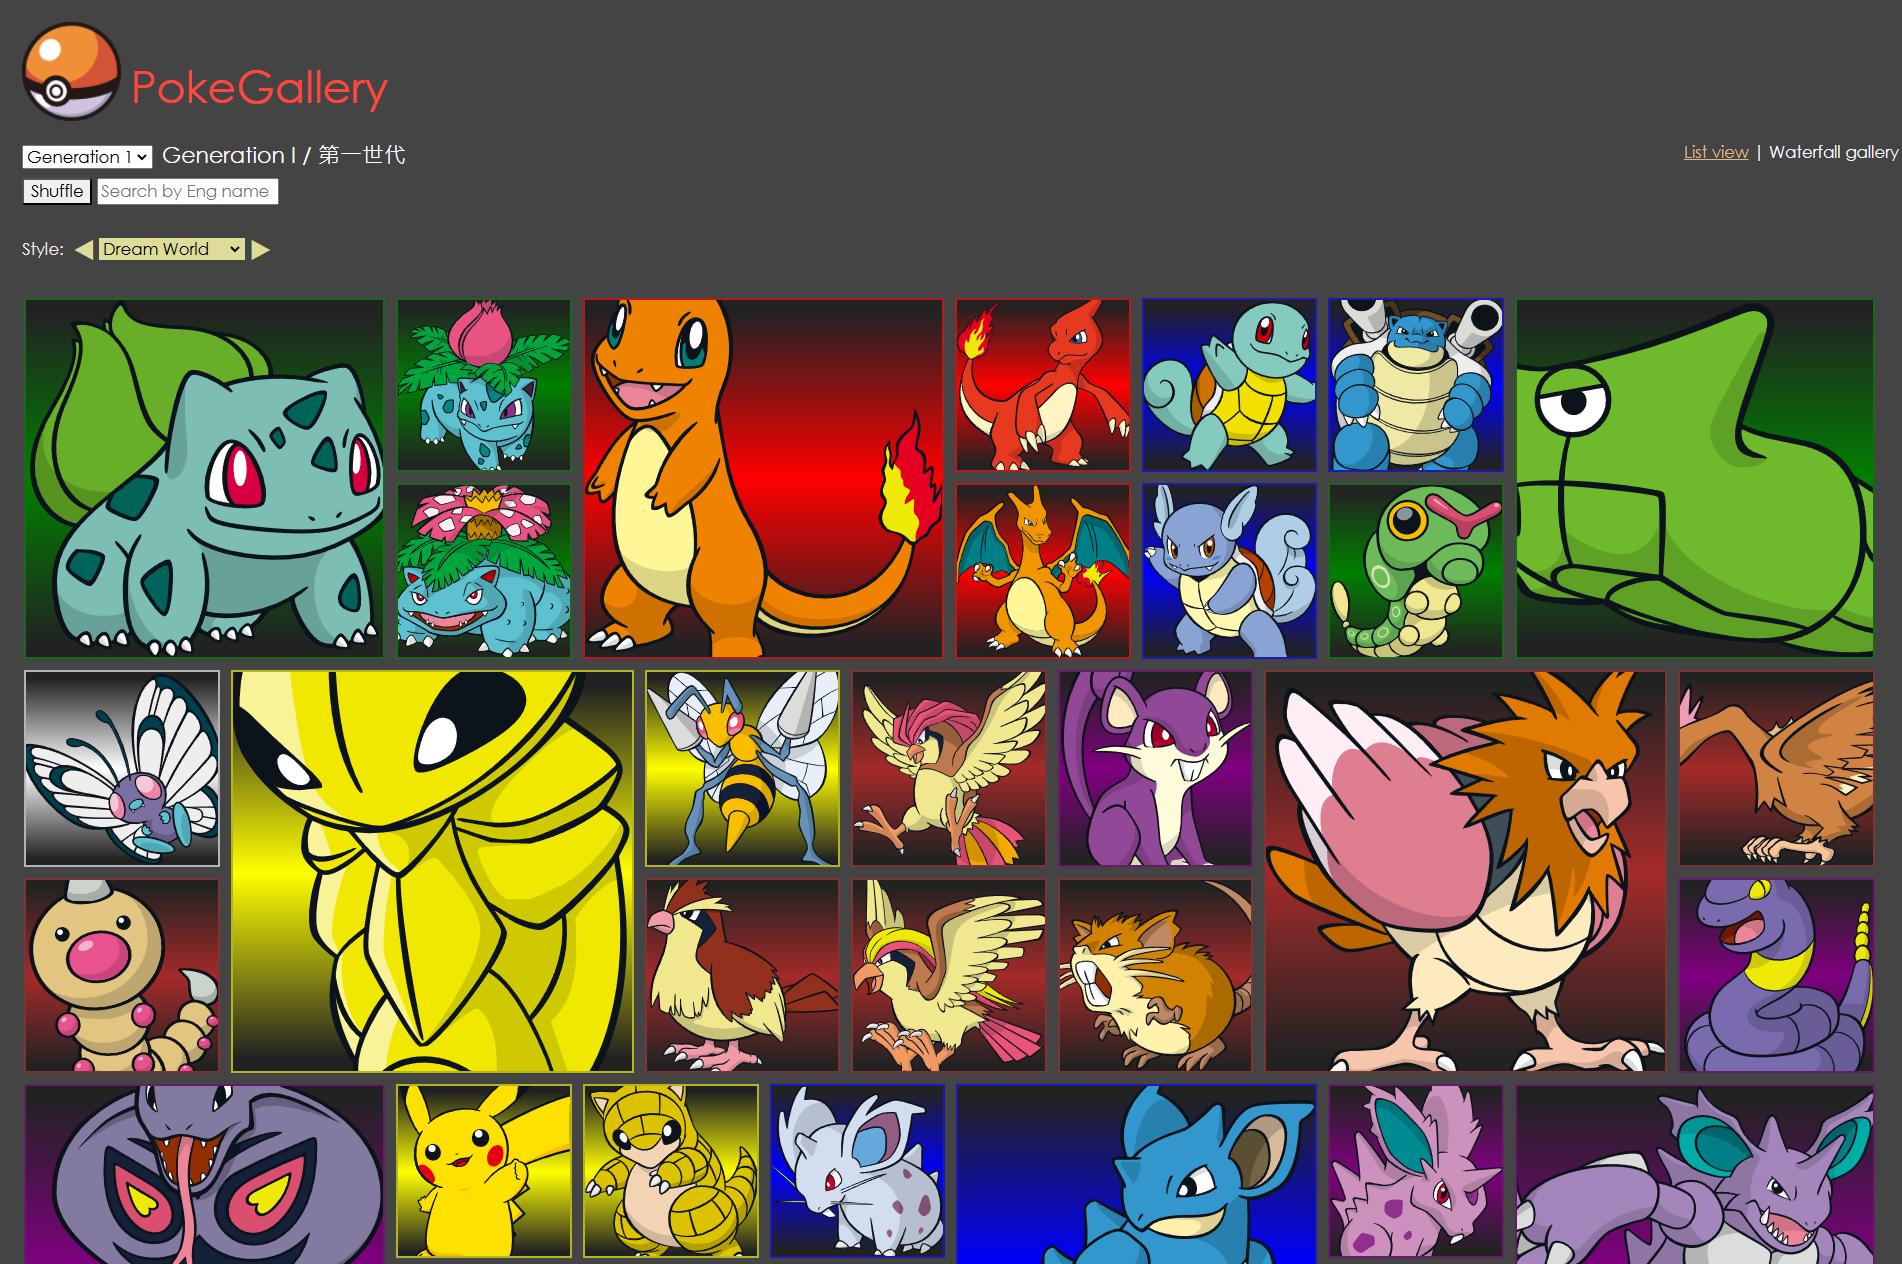 PokeGallery
Generation 1 Generation I / 第一世代
List view | Waterfall gallery
Shuffle Search by Eng name
Style: Dream World